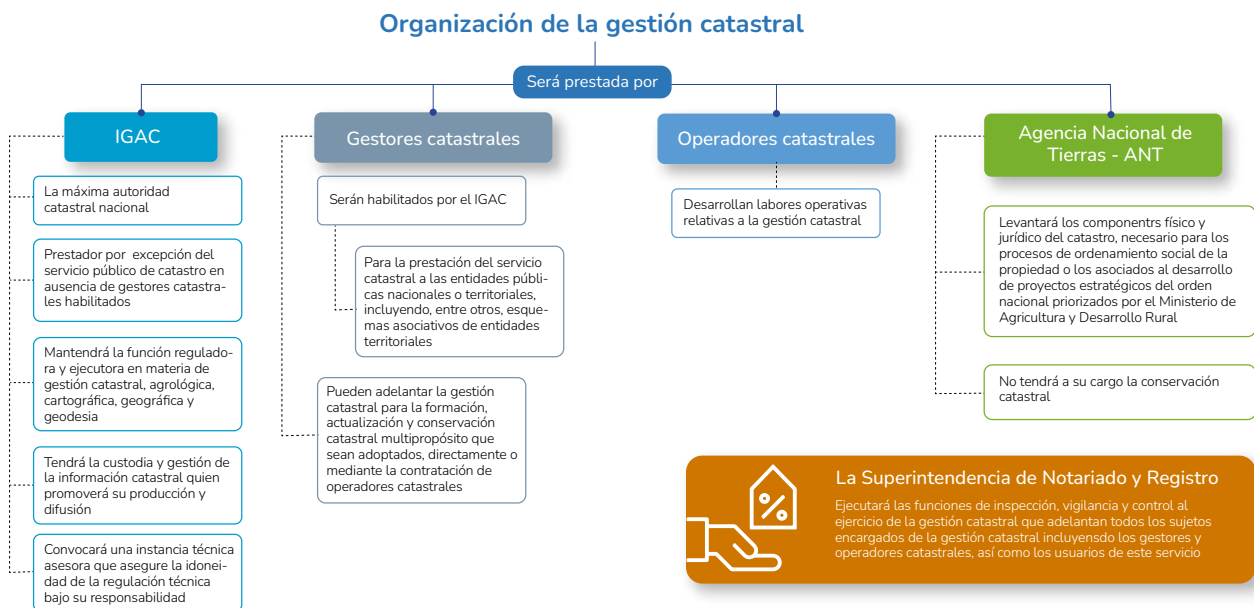 Organización de la gestión catastral
Será prestada por
IGAC
La máxima autoridad
catastral nacional
Prestador por excepción del
servicio público de catastro en
ausencia de gestores catastra-
les habilitados
Mantendrá la función regulado-
ra y ejecutora en materia de
gestión catastral, agrológica,
cartográfica, geográfica y
geodesia
Tendrá la custodia y gestión de
la información catastral quien
promoverá su producción y
difusión
Convocará una instancia técnica
asesora que asegure la idonei-
dad de la regulación técnica
bajo su responsabilidad
Gestores catastrales
Serán habilitados por el IGAC
Para la prestación del servicio
catastral a las entidades públi-
cas nacionales o territoriales,
incluyendo, entre otros, esque-
mas asociativos de entidades
territoriales
Pueden adelantar la gestión
catastral para la formación,
actualización y conservación
catastral multipropósito que
sean adoptados, directamente o
mediante la contratación de
operadores catastrales
Operadores catastrales
Desarrollan labores operativas
relativas a la gestión catastral
Agencia Nacional de
Tierras - ANT
Levantará los componentrs físico y
jurídico del catastro, necesario para los
procesos de ordenamiento social de la
propiedad o los asociados al desarrollo
de proyectos estratégicos del orden
nacional priorizados por el Ministerio de
Agricultura y Desarrollo Rural
No tendrá a su cargo la conservación
catastral
La Superintendencia de Notariado y Registro
Ejecutará las funciones de inspección, vigilancia y control al
ejercicio de la gestión catastral que adelantan todos los sujetos
encargados de la gestión catastral incluyensdo los gestores y
operadores catastrales, así como los usuarios de este servicio